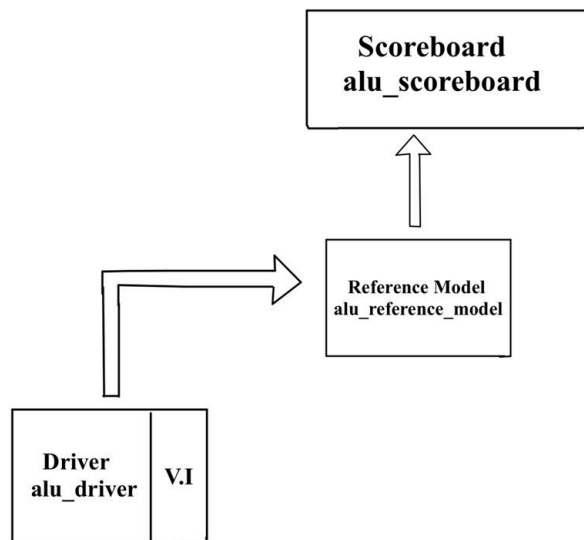 Scoreboard
alu_scoreboard
Reference Model
alu_reference_model
Driver
alu_driver
V.I